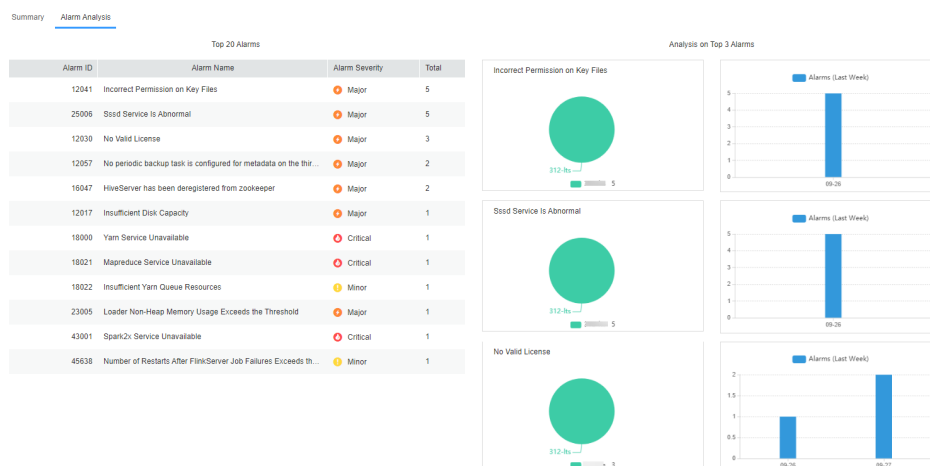 Summary Alarm Analysis
Top 20 Alarms
Analysis on Top 3 Alarms
Alarm ID Alarm Name Alarm Severity Total
12041 Incorrect Permission on Key Files Major 5
25006 Sssd Service Is Abnormal Major 5
12030 No Valid License Major 3
12057 No periodic backup task is configured for metadata on the thir... Major 2
16047 HiveServer has been deregistered from zookeeper Major 2
12017 Insufficient Disk Capacity Major 1
18000 Yarn Service Unavailable Critical 1
18021 Mapreduce Service Unavailable Critical 1
18022 Insufficient Yarn Queue Resources Minor 1
23005 Loader Non-Heap Memory Usage Exceeds the Threshold Major 1
43001 Spark2x Service Unavailable Critical 1
45638 Number of Restarts After FlinkServer Job Failures Exceeds th... Minor 1
Incorrect Permission on Key Files
312-lts
5
Alarms (Last Week)
5
4
3
2
1
0
09-26
Sssd Service Is Abnormal
312-lts
5
Alarms (Last Week)
5
4
3
2
1
0
09-26
No Valid License
312-lts
3
Alarms (Last Week)
2
1.5
1
0.5
0
09-26 09-27